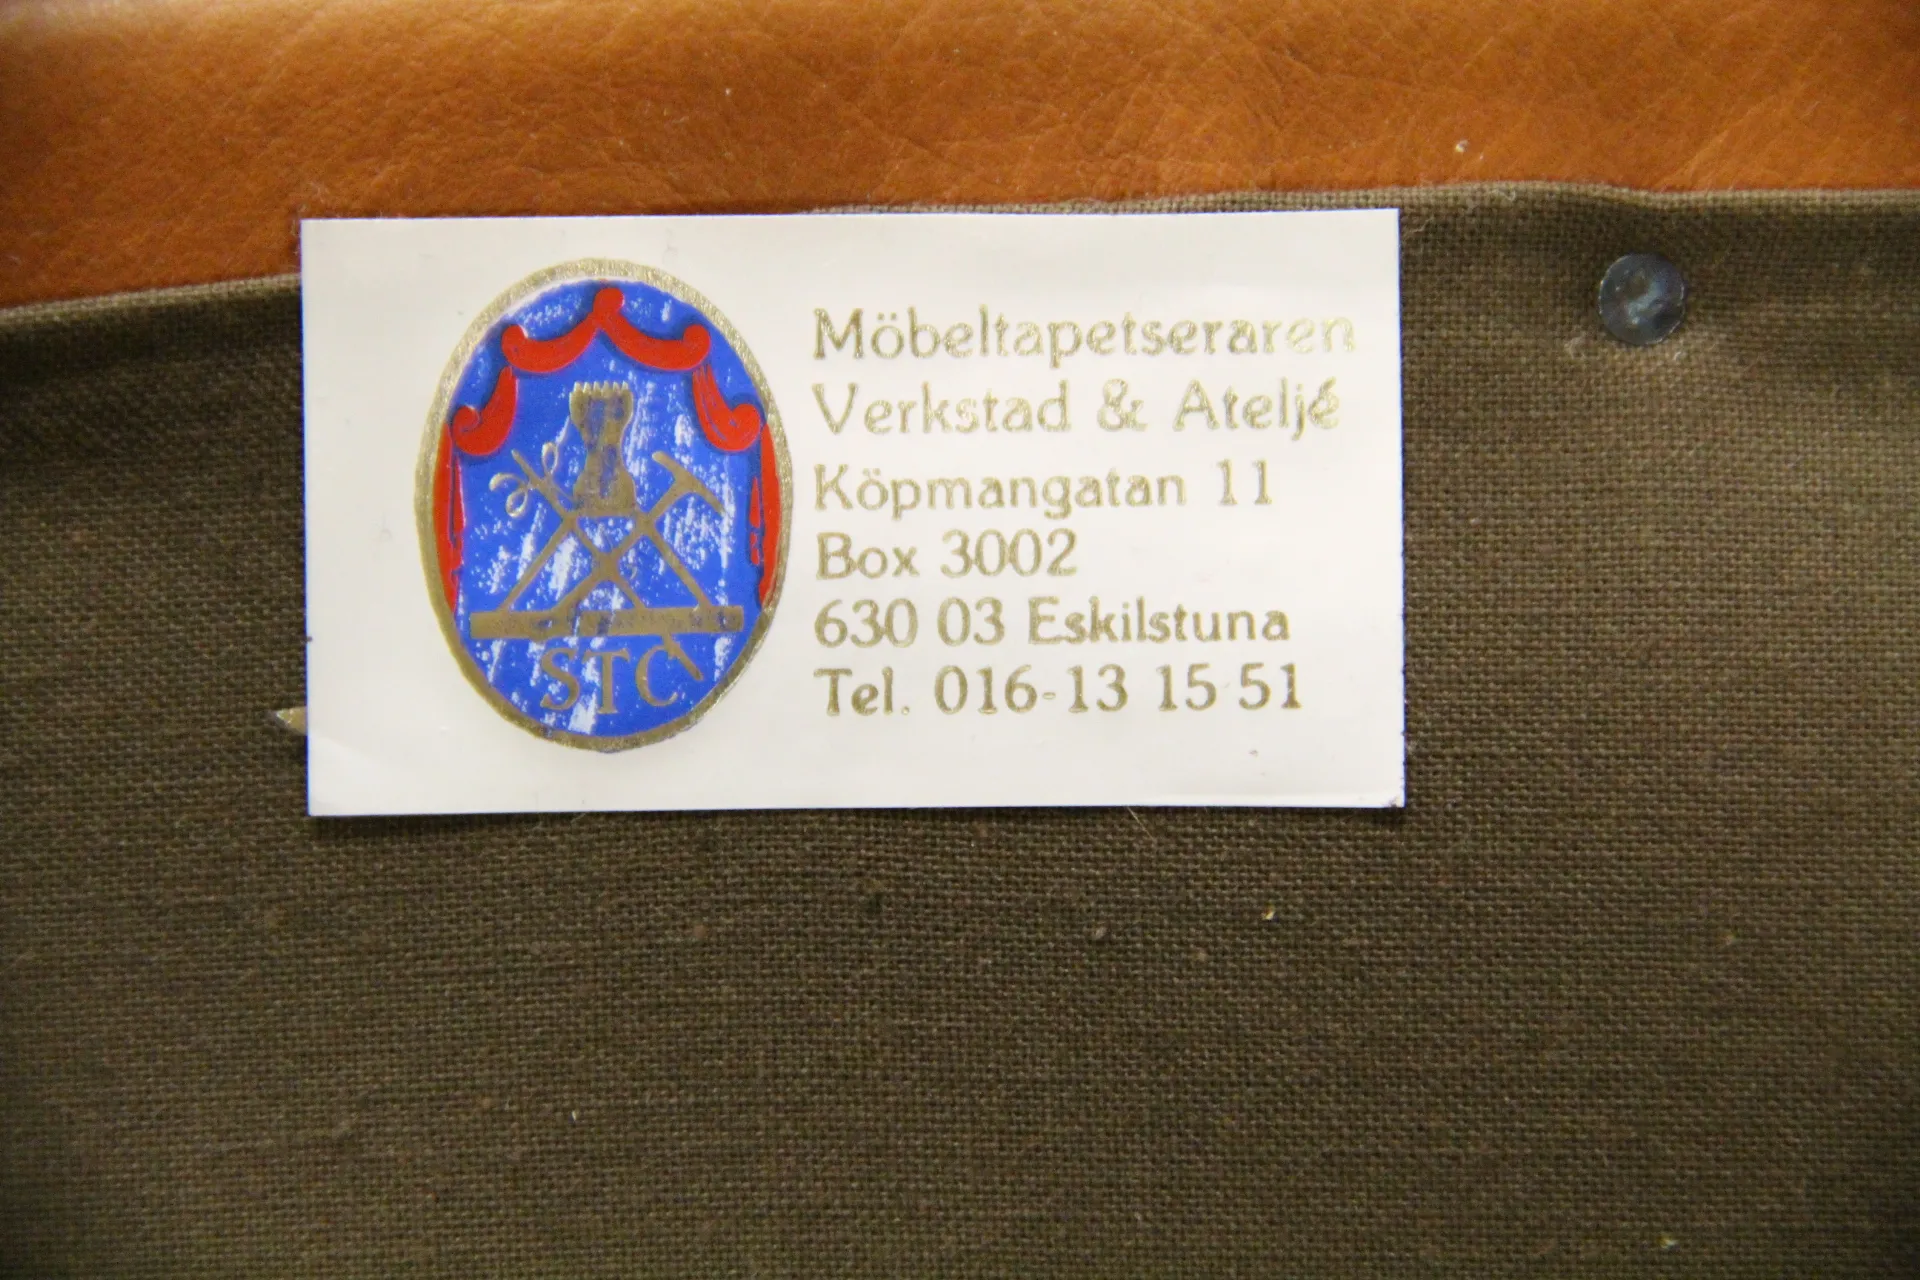 STC
Möbeltapetseraren
Verkstad & Ateljé
Köpmangatan 11
Box 3002
630 03 Eskilstuna
Tel. 016-13 15 51